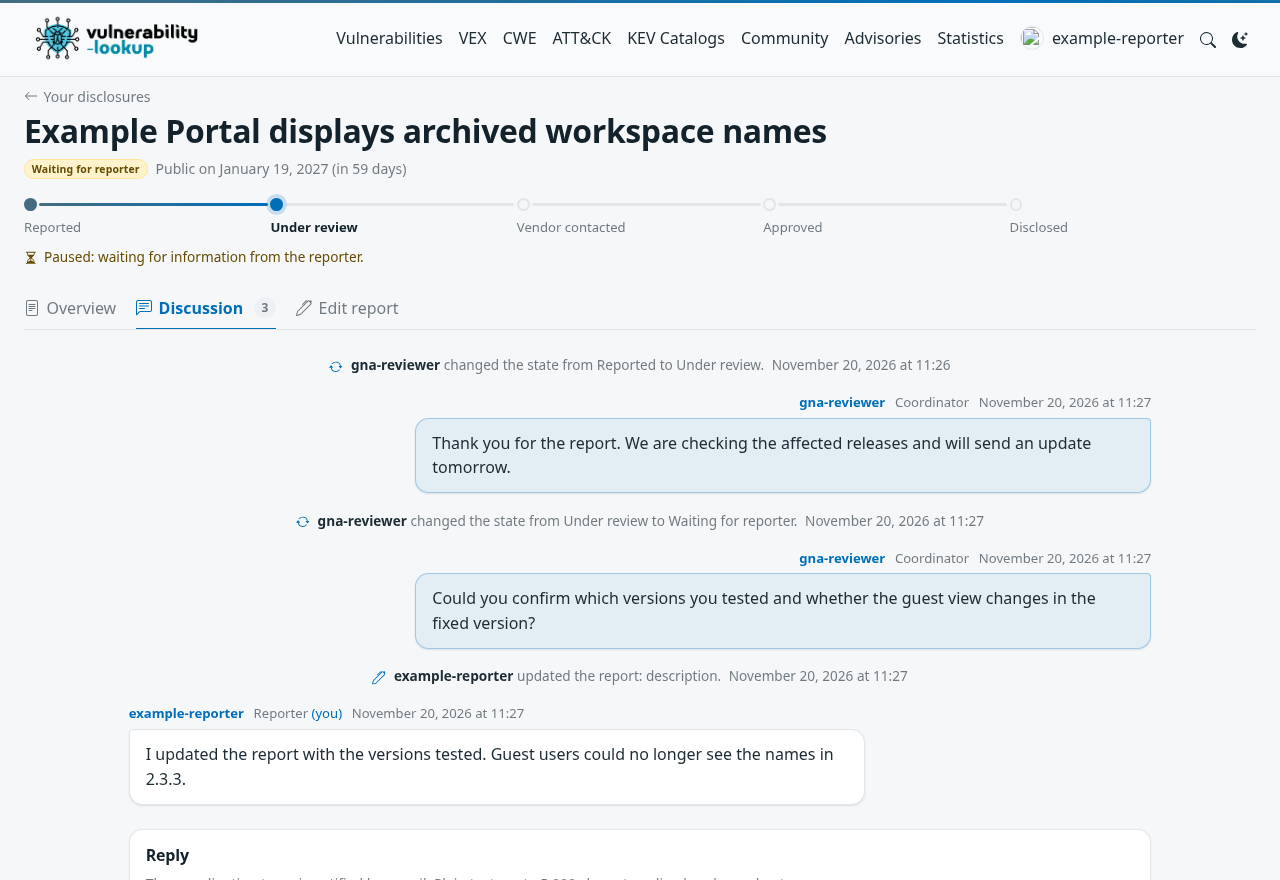 vulnerability
-lookup
Vulnerabilities VEX CWE ATT&CK KEV Catalogs Community Advisories Statistics example-reporter
Your disclosures
Example Portal displays archived workspace names
Waiting for reporter Public on January 19, 2027 (in 59 days)
Reported Under review Vendor contacted Approved Disclosed
Paused: waiting for information from the reporter.
Overview Discussion 3 Edit report
gna-reviewer changed the state from Reported to Under review. November 20, 2026 at 11:26
gna-reviewer Coordinator November 20, 2026 at 11:27
Thank you for the report. We are checking the affected releases and will send an update
tomorrow.
gna-reviewer changed the state from Under review to Waiting for reporter. November 20, 2026 at 11:27
gna-reviewer Coordinator November 20, 2026 at 11:27
Could you confirm which versions you tested and whether the guest view changes in the
fixed version?
example-reporter updated the report: description. November 20, 2026 at 11:27
example-reporter Reporter (you) November 20, 2026 at 11:27
I updated the report with the versions tested. Guest users could no longer see the names in
2.3.3.
Reply